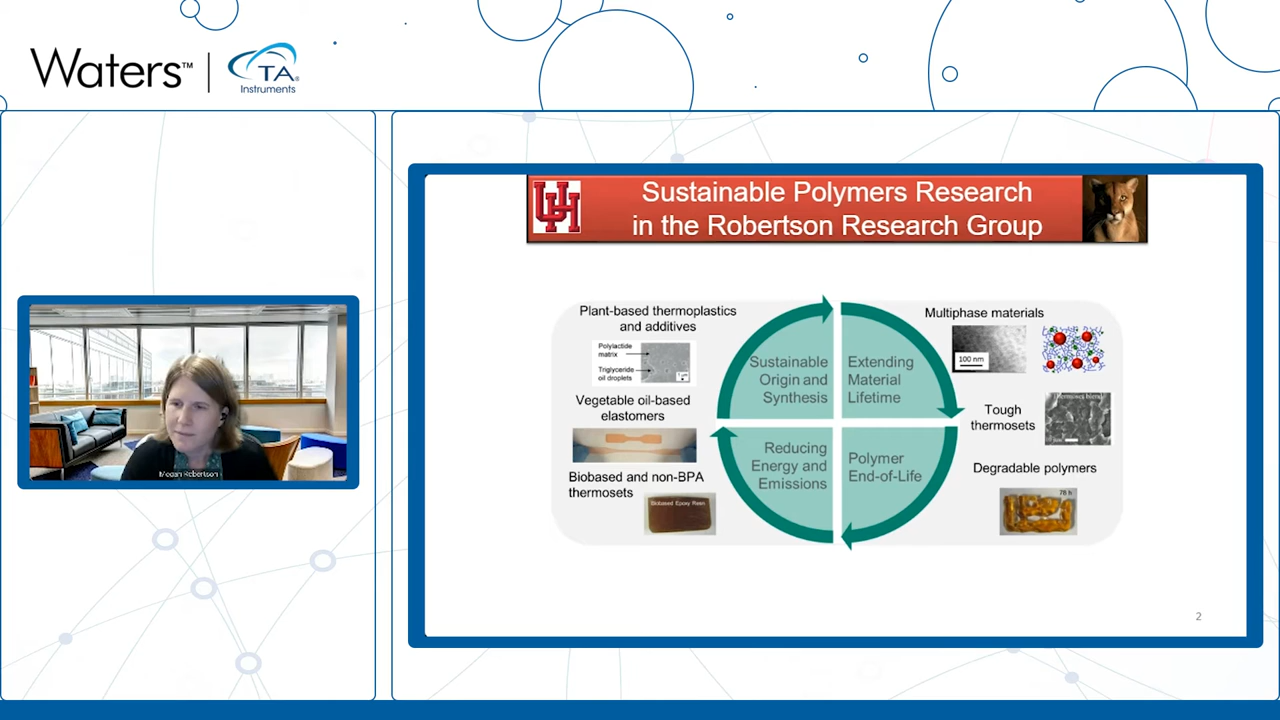 Waters™
TA®
Instruments
Megan Robertson
UH
Sustainable Polymers Research
in the Robertson Research Group
Plant-based thermoplastics
and additives
Polylactide
matrix
Triglyceride
oil droplets
Vegetable oil-based
elastomers
Biobased and non-BPA
thermosets
Biobased Epoxy Resin
Sustainable
Origin and
Synthesis
Extending
Material
Lifetime
Reducing
Energy and
Emissions
Polymer
End-of-Life
Multiphase materials
100 nm
Tough
thermosets
Thermoset blend
Degradable polymers
78 h
2